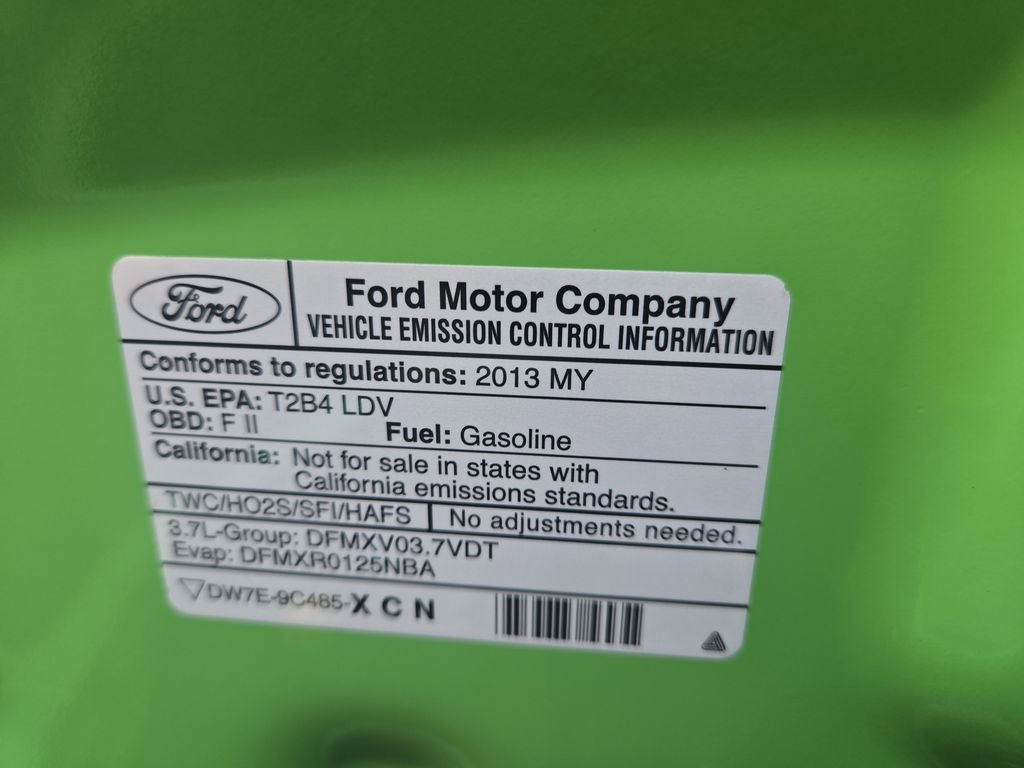 Ford
Ford Motor Company
VEHICLE EMISSION CONTROL INFORMATION
Conforms to regulations: 2013 MY
U.S. EPA: T2B4 LDV
OBD: F II
Fuel: Gasoline
California: Not for sale in states with
California emissions standards.
TWC/HO2S/SFI/HAFS
No adjustments needed.
3.7L-Group: DFMXV03.7VDT
Evap: DFMXR0125NBA
DW7E-9C485-X C N